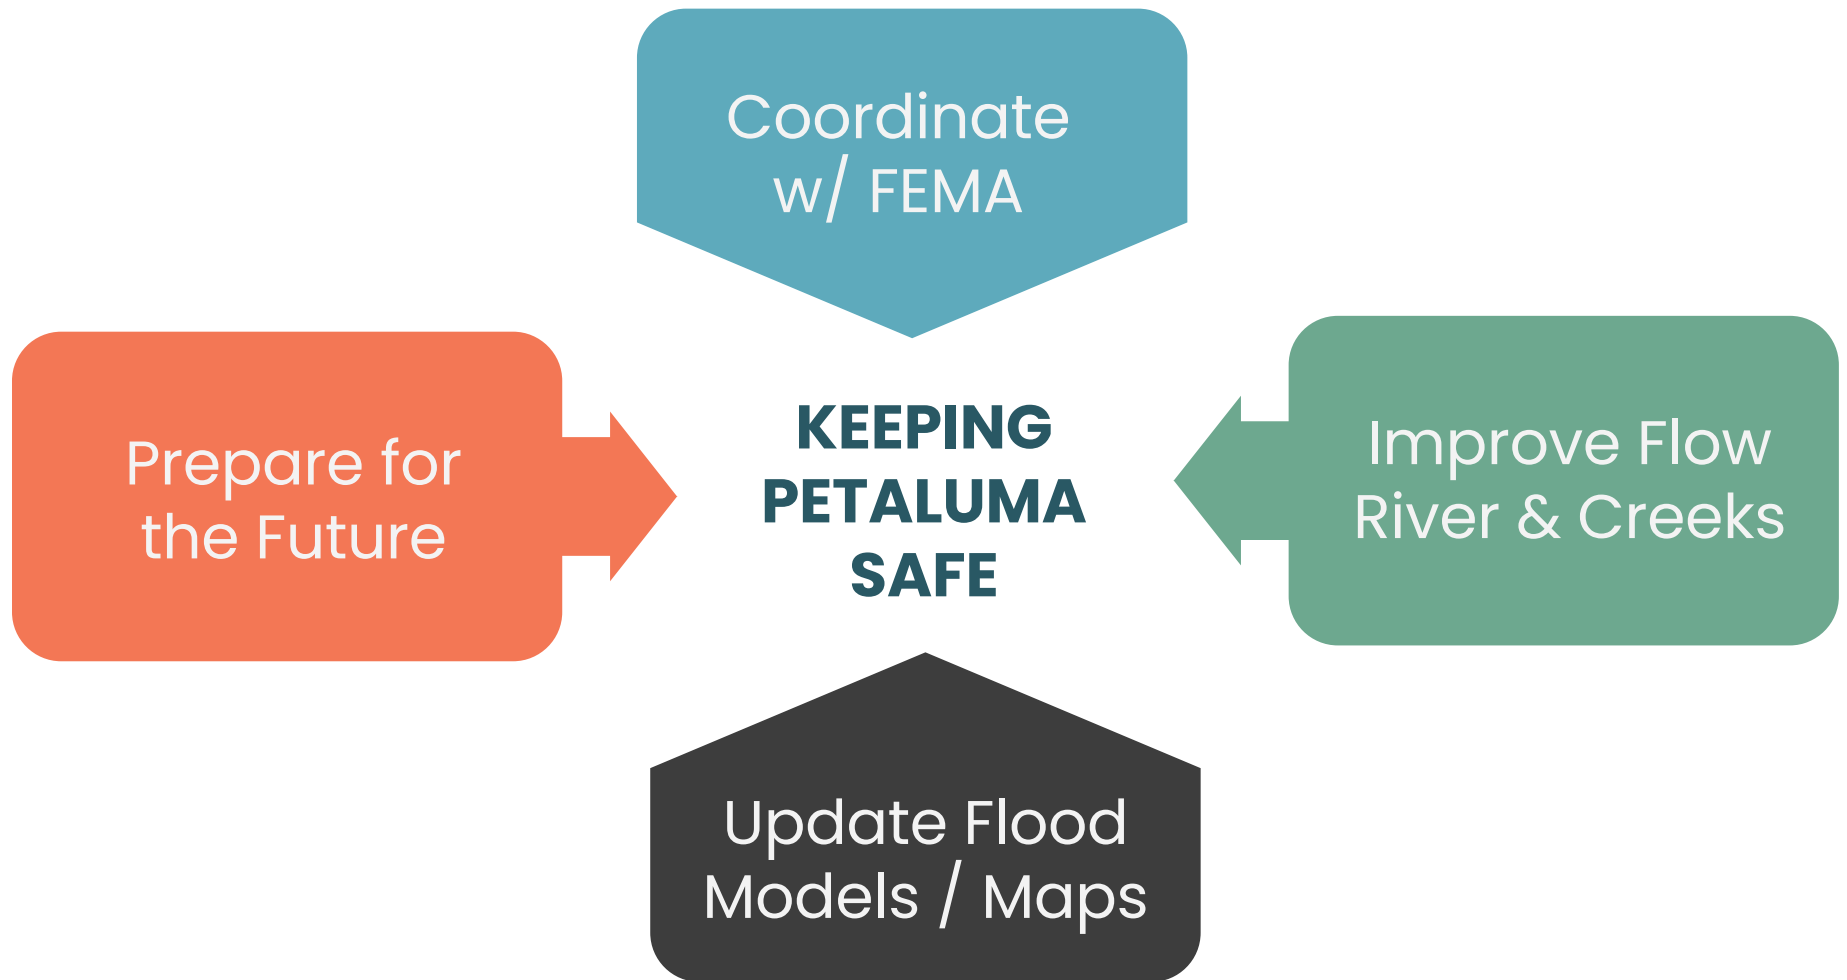 Coordinate
w/ FEMA
Prepare for
the Future
KEEPING
PETALUMA
SAFE
Improve Flow
River & Creeks
Update Flood
Models / Maps